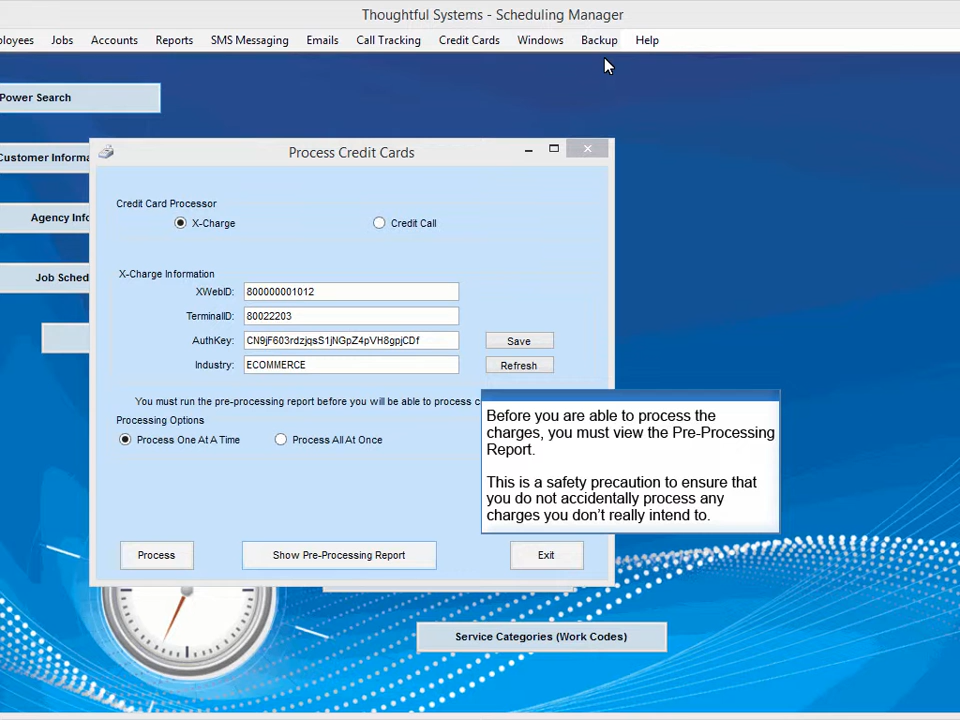 Thoughtful Systems - Scheduling Manager
ployees Jobs Accounts Reports SMS Messaging Emails Call Tracking Credit Cards Windows Backup Help
Power Search
Customer Informa
Agency Info
Job Sched
Process Credit Cards
Credit Card Processor
X-Charge Credit Call
X-Charge Information
XWebID: 800000001012
TerminalID: 80022203
AuthKey: CN9jF603rdzjqsS1jNGpZ4pVH8gpjCDf Save
Industry: ECOMMERCE Refresh
You must run the pre-processing report before you will be able to process c
Processing Options
Process One At A Time Process All At Once
Before you are able to process the
charges, you must view the Pre-Processing
Report.
This is a safety precaution to ensure that
you do not accidentally process any
charges you don't really intend to.
Process Show Pre-Processing Report Exit
Service Categories (Work Codes)